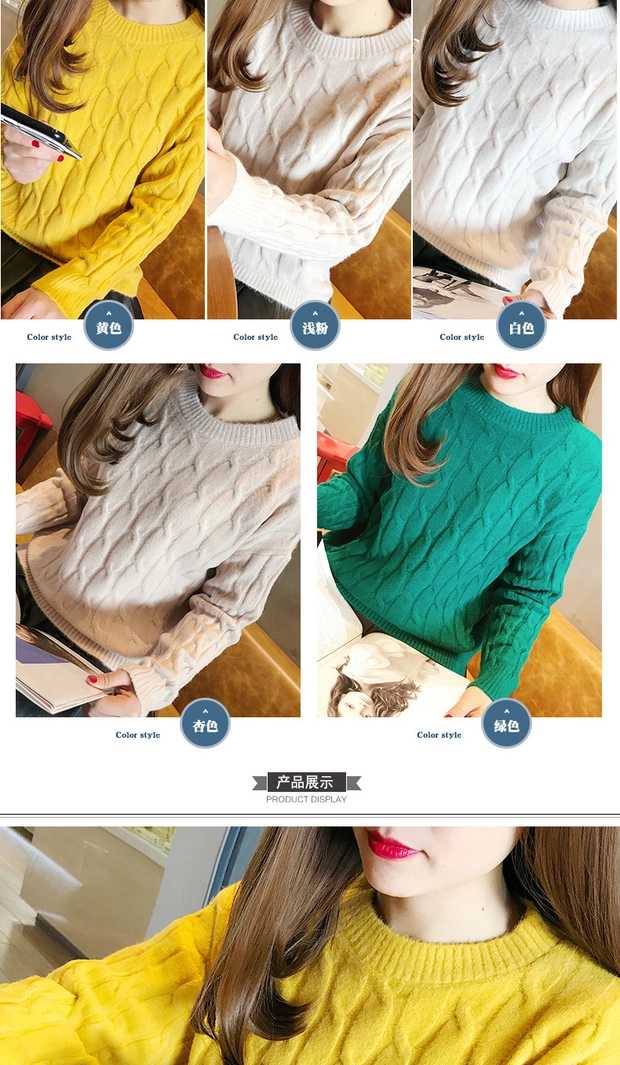 Color style
黄色
Color style
浅粉
Color style
白色
Color style
杏色
Color style
绿色
产品展示
PRODUCT DISPLAY